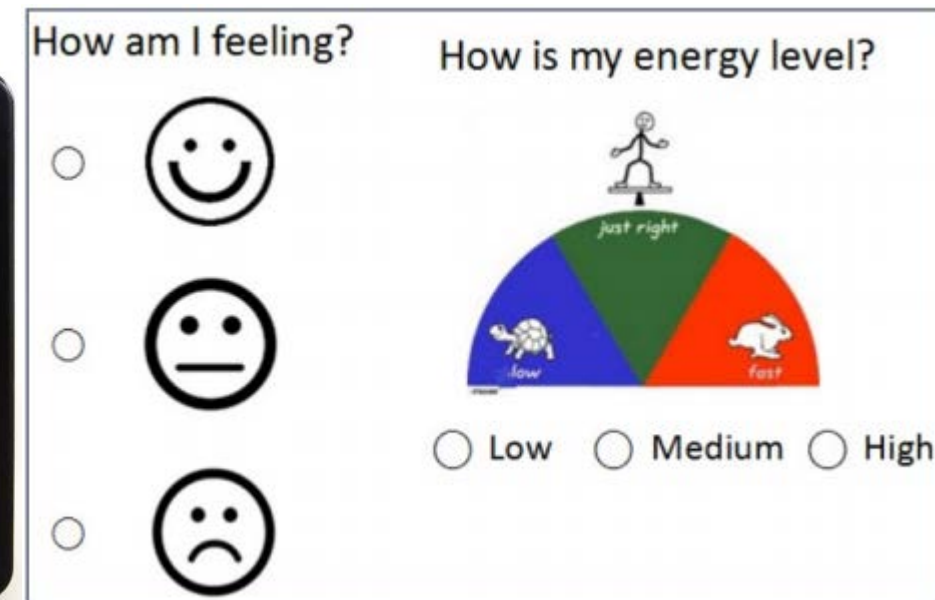 How am I feeling?
How is my energy level?
just right
low
fast
Low
Medium
High